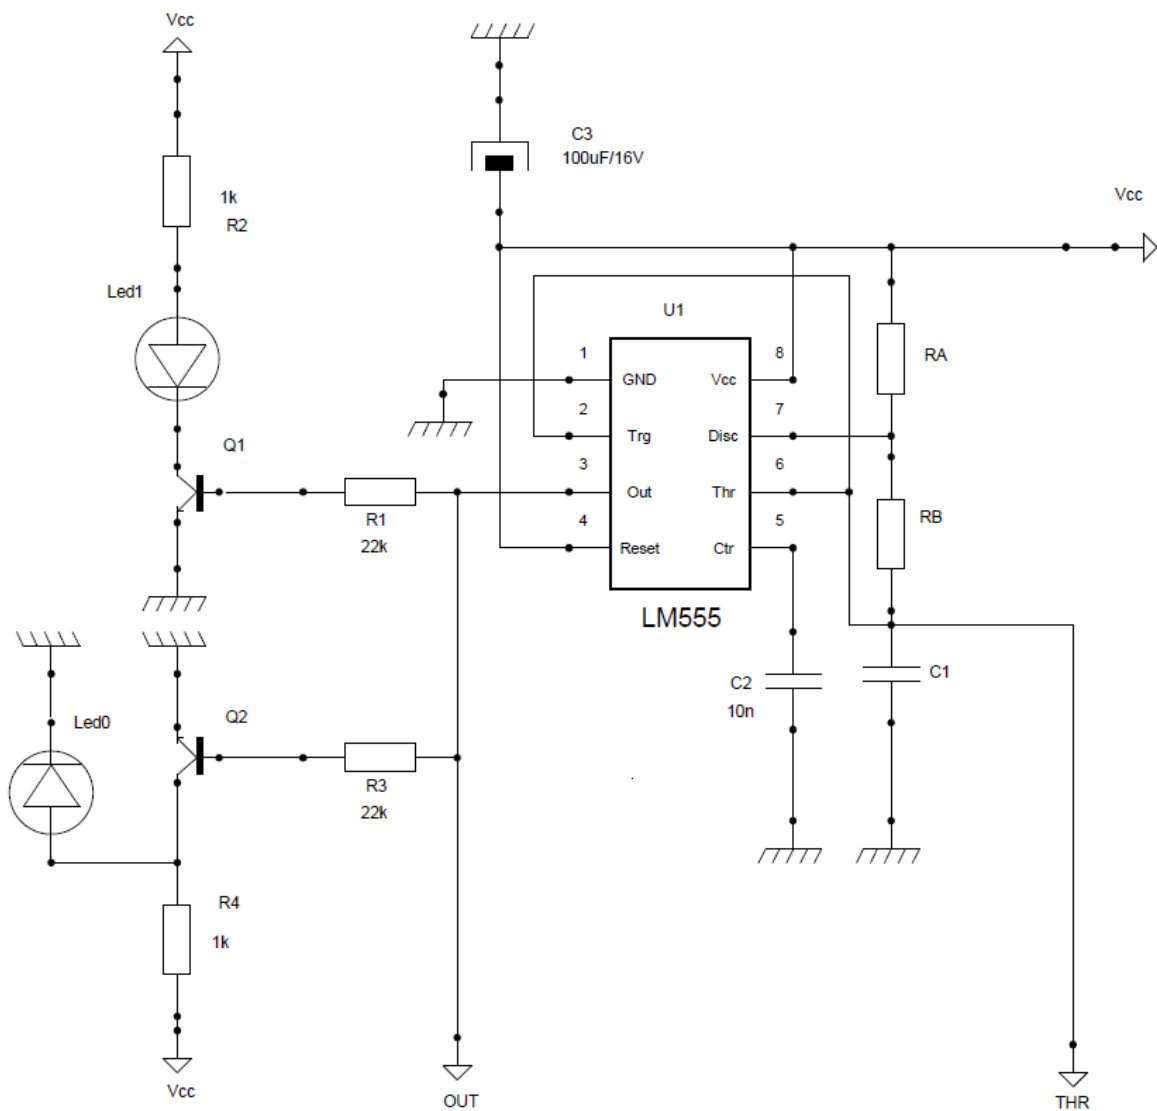 Vcc
C3
100uF/16V
Vcc
1k
R2
Led1
U1
1
8
RA
GND
Vcc
2
7
Trg
Disc
Q1
3
6
Out
Thr
R1
22k
4
5
RB
Reset
Ctr
LM555
C2
10n
C1
Led0
Q2
R3
22k
R4
1k
Vcc
OUT
THR